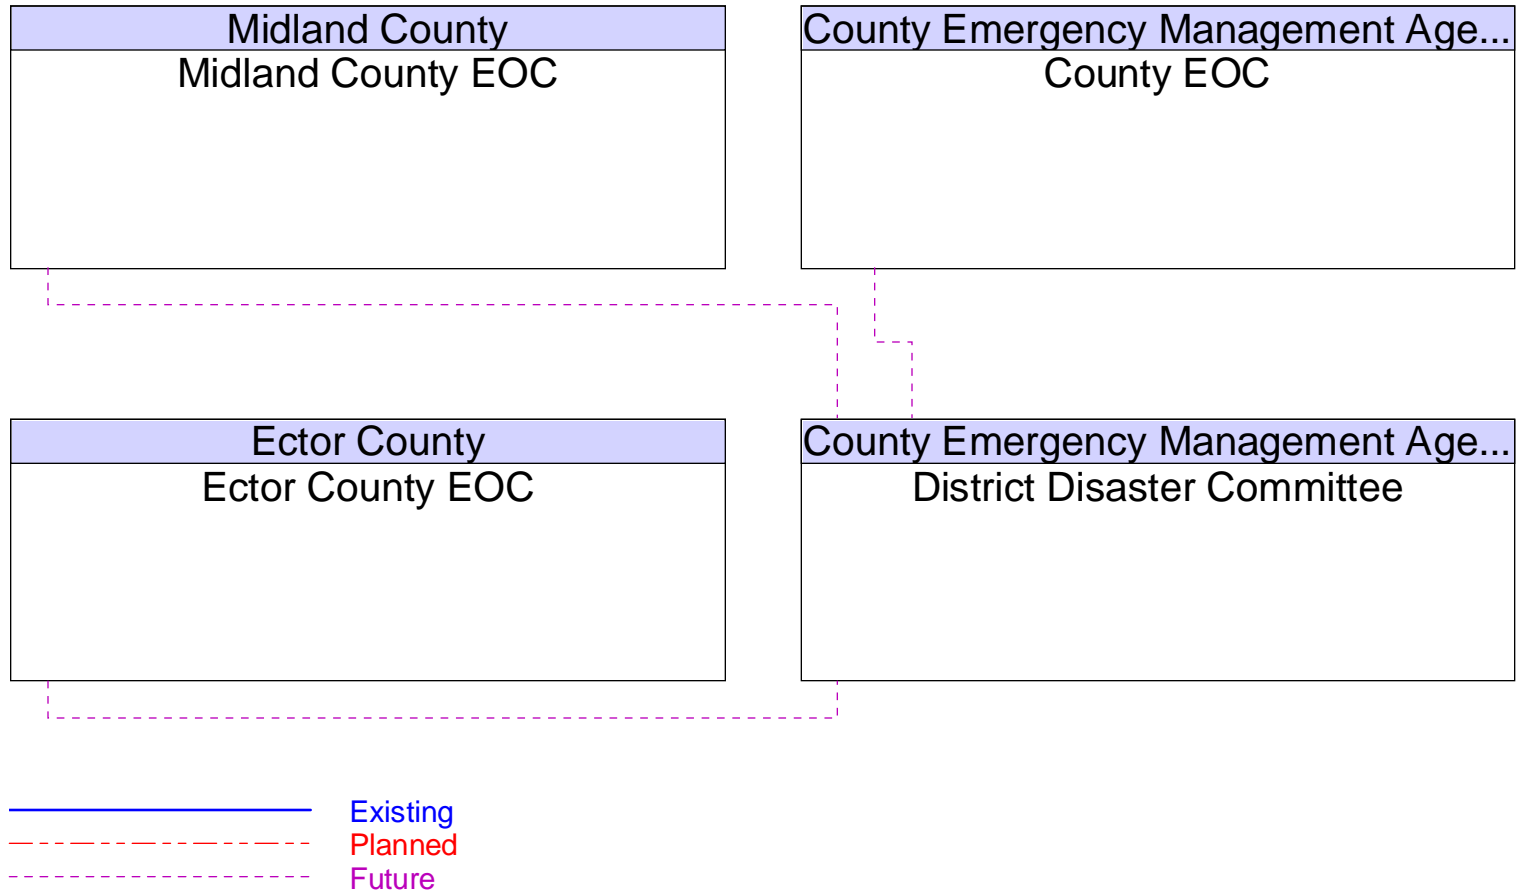 Midland County
Midland County EOC
County Emergency Management Age...
County EOC
Ector County
Ector County EOC
County Emergency Management Age...
District Disaster Committee
Existing
Planned
Future